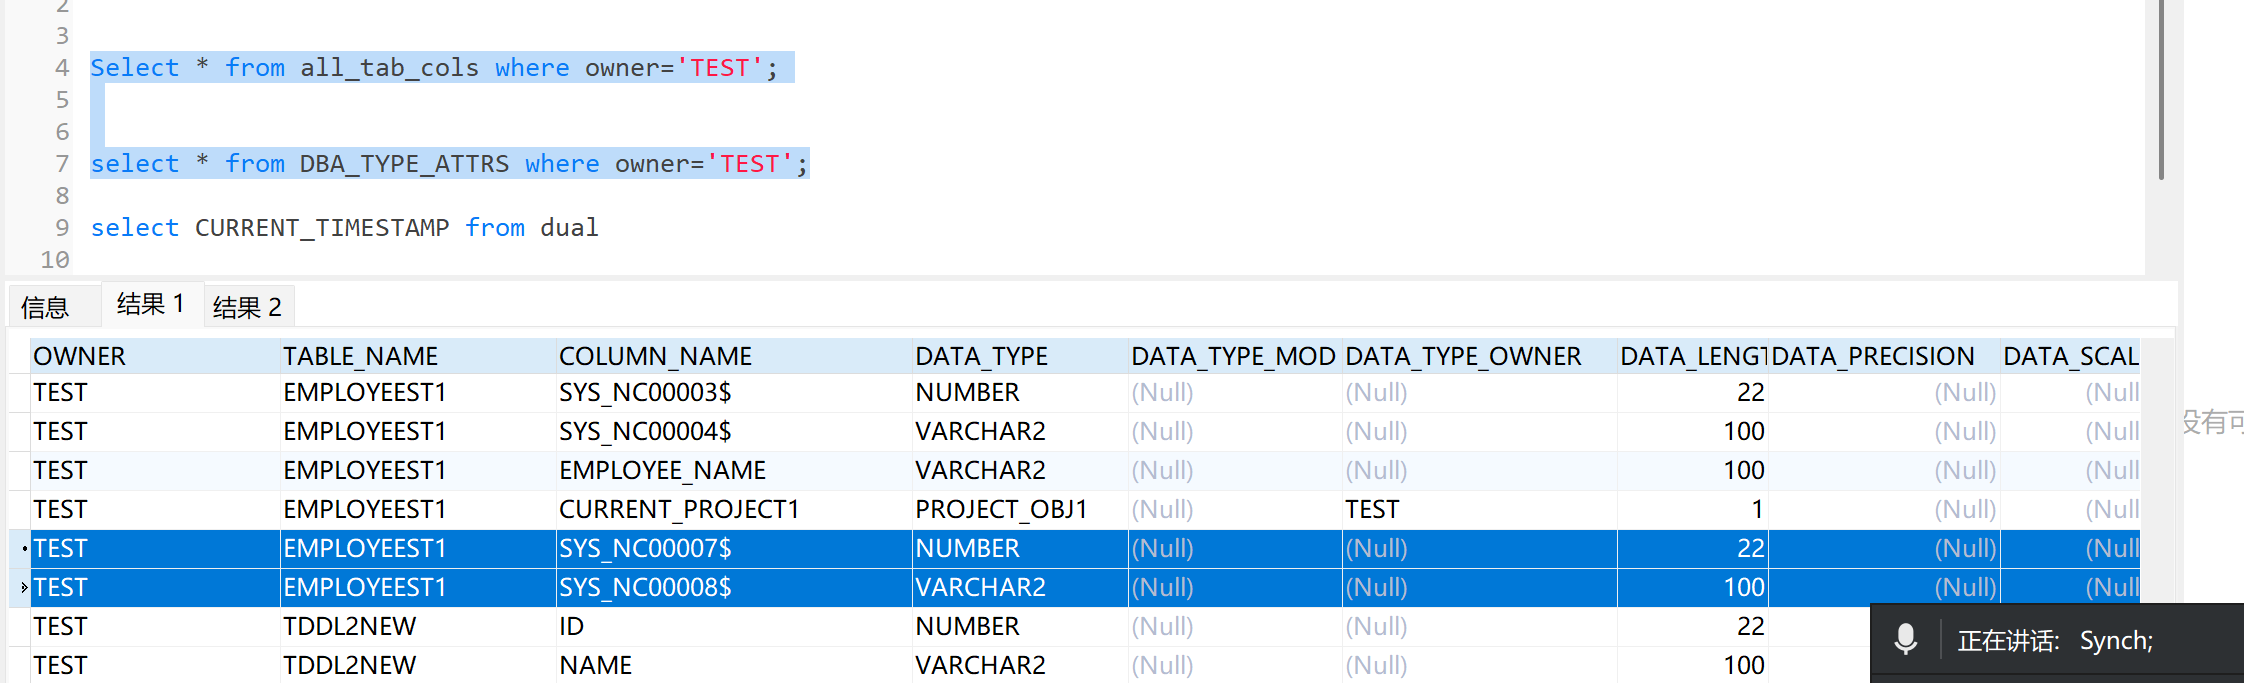 2
3
4 Select * from all_tab_cols where owner='TEST';
5
6
7 select * from DBA_TYPE_ATTRS where owner='TEST';
8
9 select CURRENT_TIMESTAMP from dual
10
信息 结果 1 结果 2
OWNER TABLE_NAME COLUMN_NAME DATA_TYPE DATA_TYPE_MOD DATA_TYPE_OWNER DATA_LENGT DATA_PRECISION DATA_SCAL
TEST EMPLOYEEST1 SYS_NC00003$ NUMBER (Null) (Null) 22 (Null) (Null
TEST EMPLOYEEST1 SYS_NC00004$ VARCHAR2 (Null) (Null) 100 (Null) (Null
没有可
TEST EMPLOYEEST1 EMPLOYEE_NAME VARCHAR2 (Null) (Null) 100 (Null) (Null
TEST EMPLOYEEST1 CURRENT_PROJECT1 PROJECT_OBJ1 (Null) TEST 1 (Null) (Null
TEST EMPLOYEEST1 SYS_NC00007$ NUMBER (Null) (Null) 22 (Null) (Null
TEST EMPLOYEEST1 SYS_NC00008$ VARCHAR2 (Null) (Null) 100 (Null) (Null
TEST TDDL2NEW ID NUMBER (Null) (Null) 22
TEST TDDL2NEW NAME VARCHAR2 (Null) (Null) 100
正在讲话: Synch;